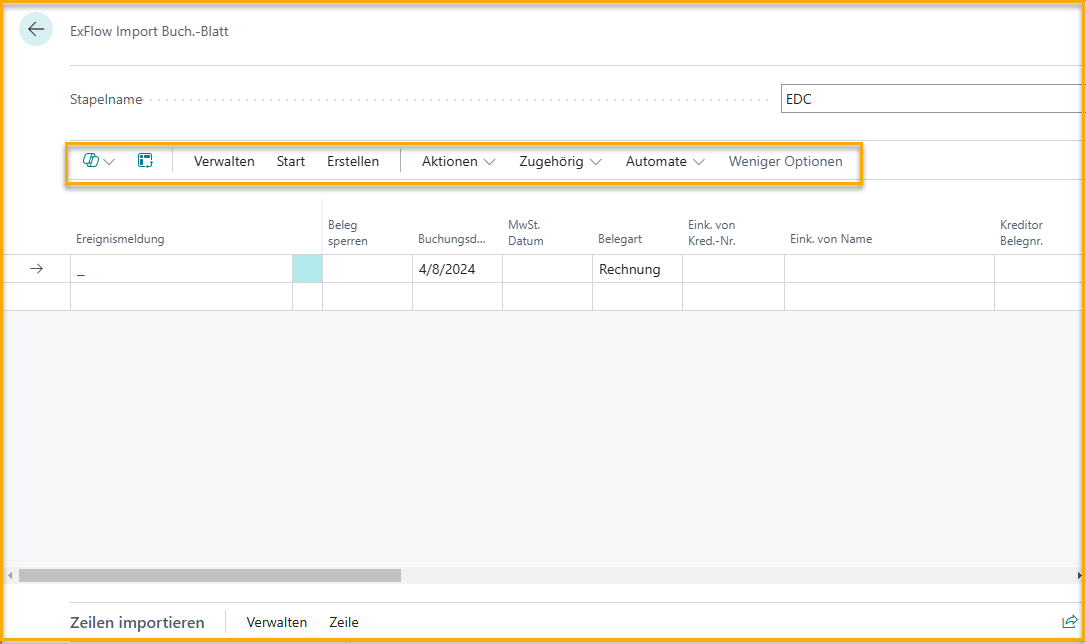 ExFlow Import Buch.-Blatt
Stapelname
EDC
Verwalten Start Erstellen Aktionen Zugehörig Automate Weniger Optionen
Ereignismeldung
Beleg
sperren
Buchungsd...
MwSt.
Datum
Belegart
Eink. von
Kred.-Nr.
Eink. von Name
Kreditor
Belegnr.
_ 4/8/2024 Rechnung
Zeilen importieren Verwalten Zeile